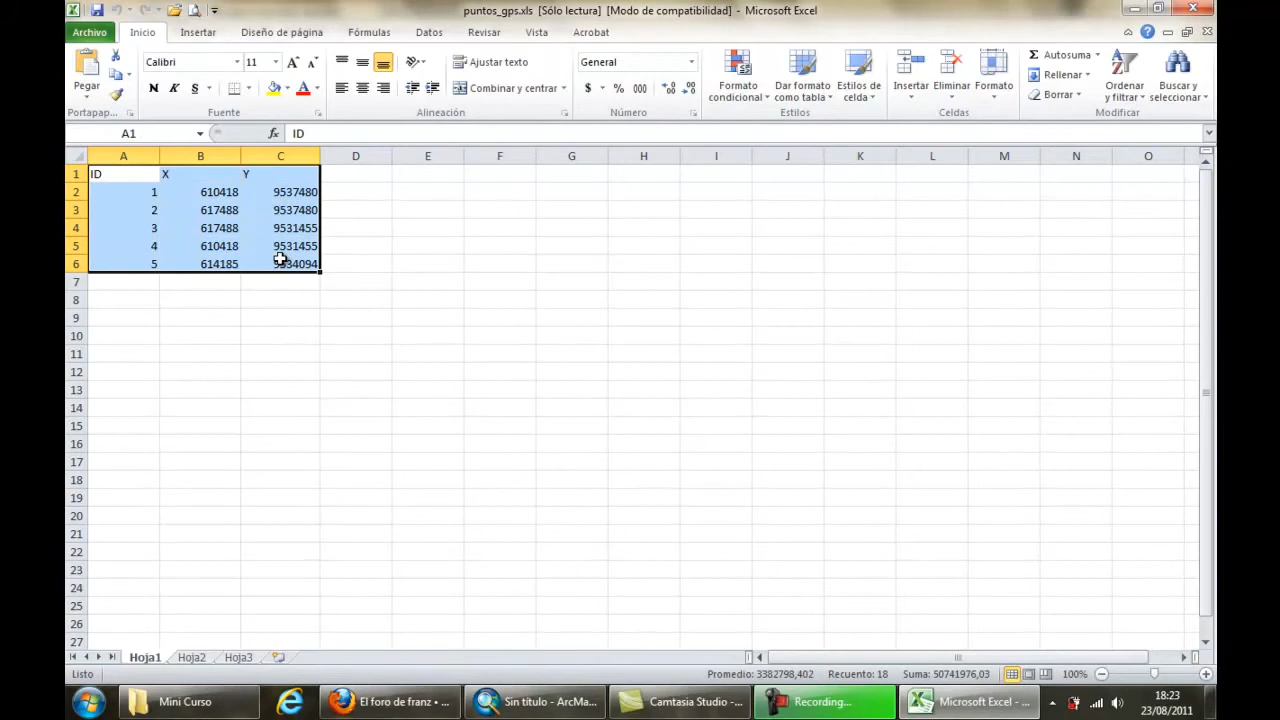 puntos_gps.xls [Sólo lectura] [Modo de compatibilidad] - Microsoft Excel
Archivo Inicio Insertar Diseño de página Fórmulas Datos Revisar Vista Acrobat
Pegar
Calibri 11
N K S
Ajustar texto
Combinar y centrar
General
$ % 000
Formato condicional
Dar formato como tabla
Estilos de celda
Insertar Eliminar Formato
Σ Autosuma
Rellenar
Borrar
Ordenar y filtrar
Buscar y seleccionar
Portapap... Fuente Alineación Número Estilos Celdas Modificar
A1 fx ID
A B C D E F G H I J K L M N O
1 ID X Y
2 1 610418 9537480
3 2 617488 9537480
4 3 617488 9531455
5 4 610418 9531455
6 5 614185 9534094
7
8
9
10
11
12
13
14
15
16
17
18
19
20
21
22
23
24
25
26
27
Hoja1 Hoja2 Hoja3
Listo Promedio: 3382798,402 Recuento: 18 Suma: 50741976,03 100%
Mini Curso El foro de franz • ... Sin título - ArcMa... Camtasia Studio -... Recording... Microsoft Excel - ... 18:23
23/08/2011